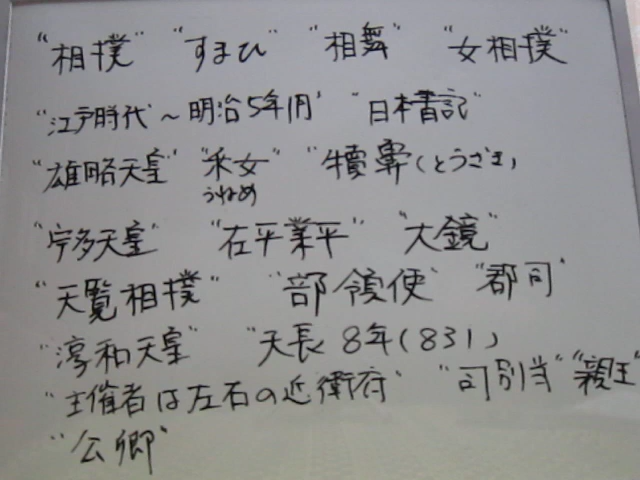 "相撲" "すまひ" "相舞" "女相撲"
"江戸時代~明治5年1月" "日本書記"
"雄略天皇" "采女" "犢鼻(とうさぎ)
うねめ
"宇多天皇" "在平業平" "大鏡"
"天覧相撲" "部領使" "郡司"
"淳和天皇" "天長8年(831)
"主催者は左右の近衛府" "司別当" "親王
"公卿"